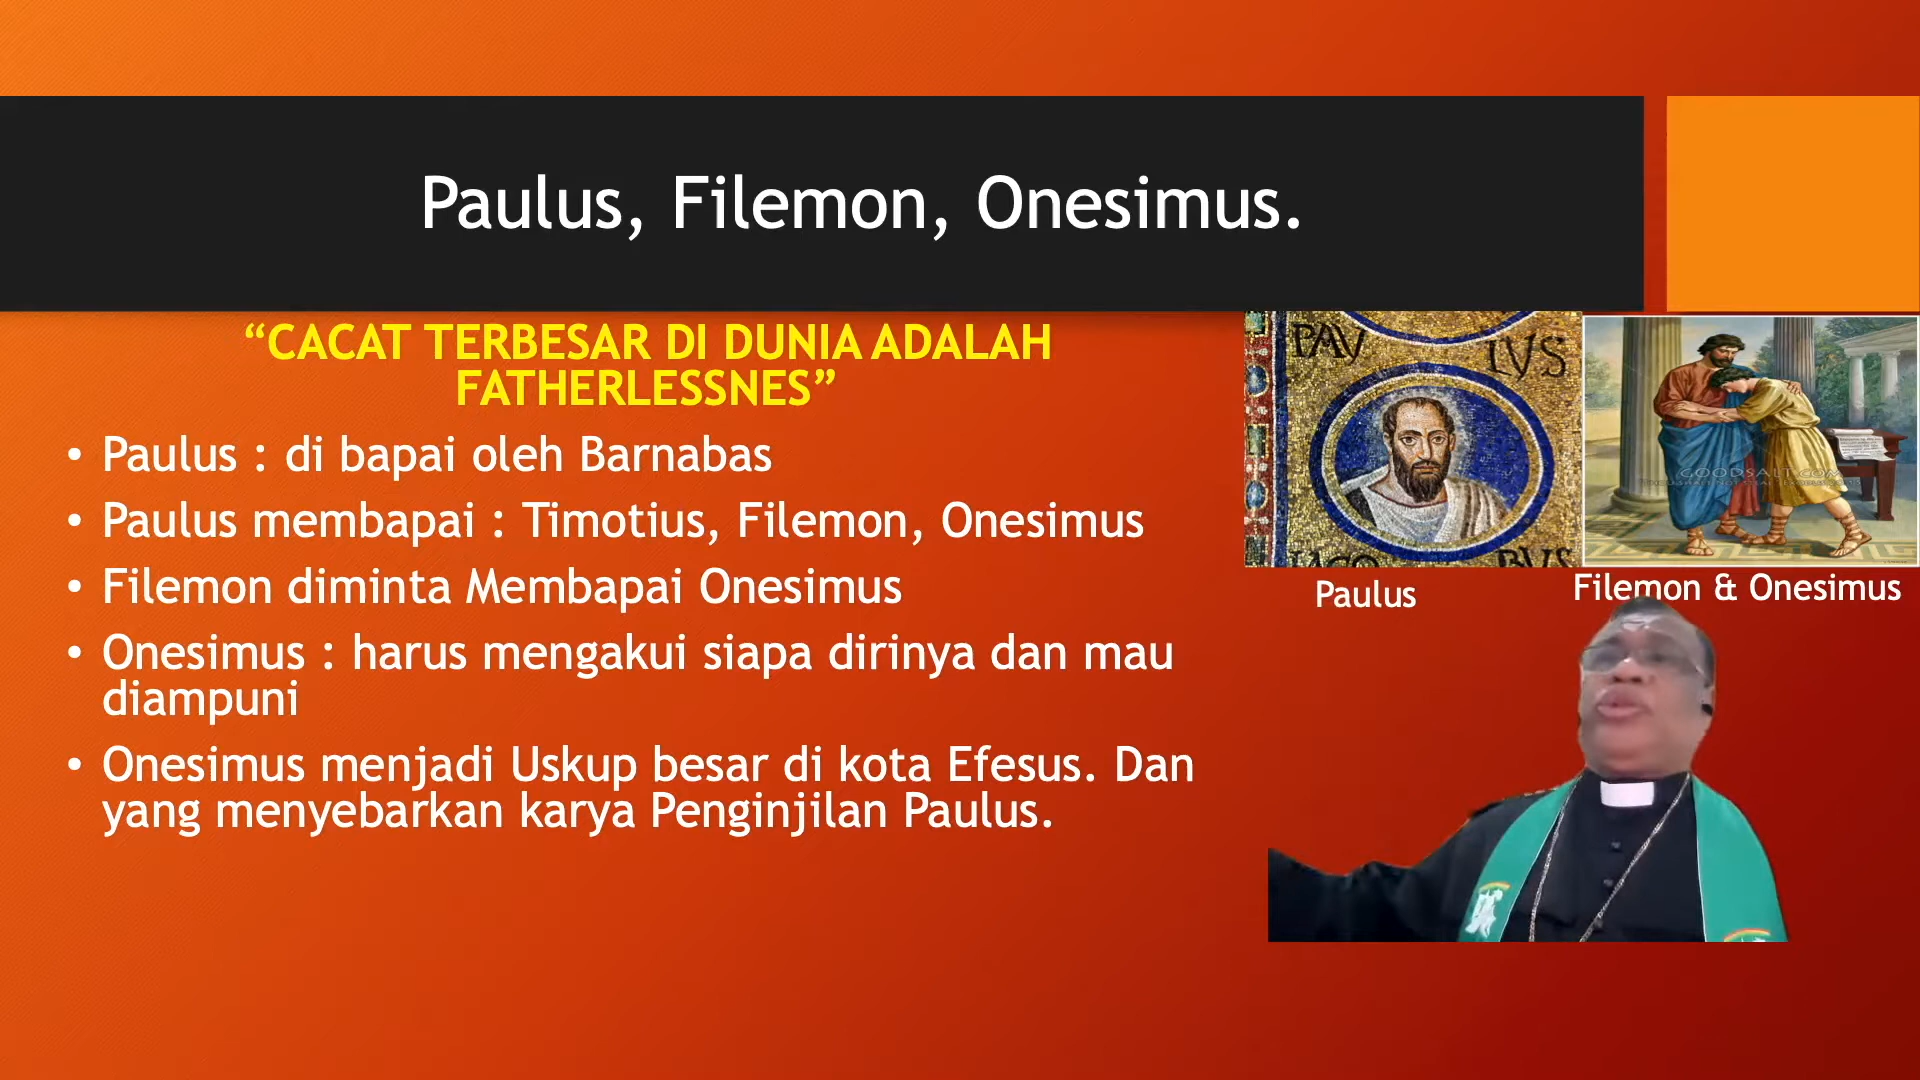 Paulus, Filemon, Onesimus.
“CACAT TERBESAR DI DUNIA ADALAH
FATHERLESSNES”
• Paulus : di bapai oleh Barnabas
• Paulus membapai : Timotius, Filemon, Onesimus
• Filemon diminta Membapai Onesimus
• Onesimus : harus mengakui siapa dirinya dan mau
diampuni
• Onesimus menjadi Uskup besar di kota Efesus. Dan
yang menyebarkan karya Penginjilan Paulus.
PAV LVS
IACO BVS
GOODSALT.COM
Paulus
Filemon & Onesimus